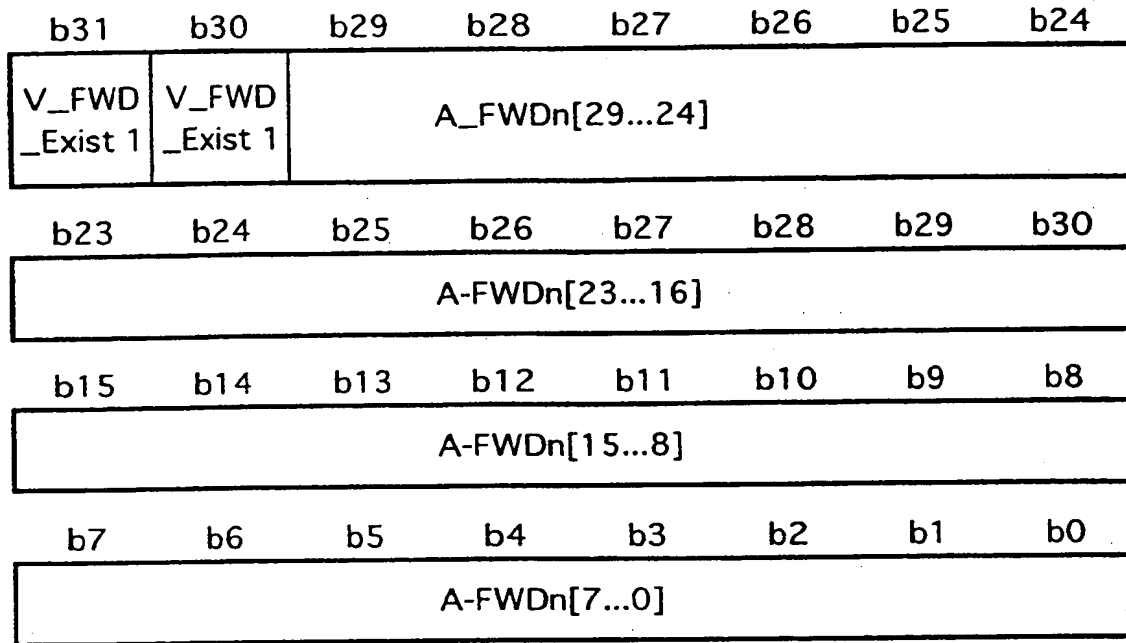 b31 b30 b29 b28 b27 b26 b25 b24
V_FWD V_FWD
_Exist 1 _Exist 1
A_FWDn[29...24]
b23 b24 b25 b26 b27 b28 b29 b30
A-FWDn[23...16]
b15 b14 b13 b12 b11 b10 b9 b8
A-FWDn[15...8]
b7 b6 b5 b4 b3 b2 b1 b0
A-FWDn[7...0]